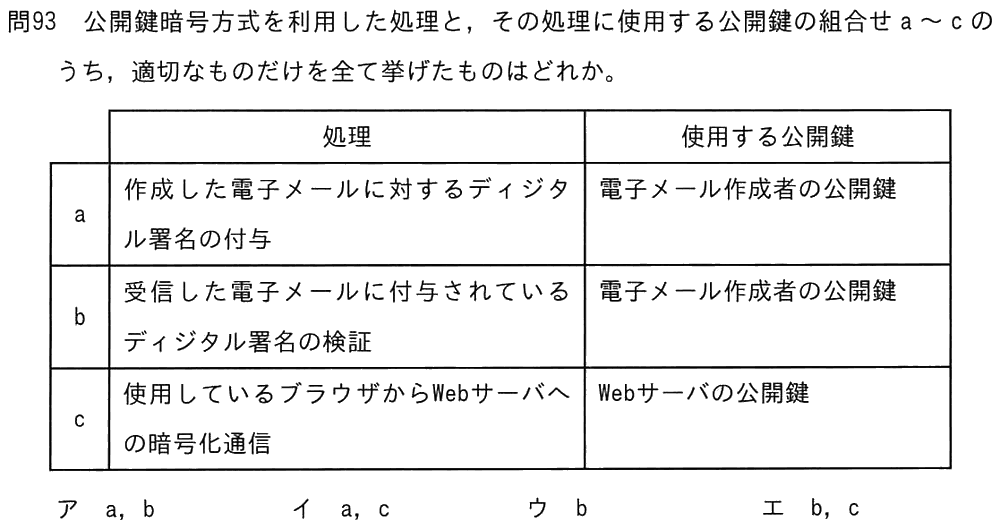 問93 公開鍵暗号方式を利用した処理と，その処理に使用する公開鍵の組合せ a ～ c の
うち，適切なものだけを全て挙げたものはどれか。
処理 使用する公開鍵
a
作成した電子メールに対するディジタ
ル署名の付与
電子メール作成者の公開鍵
b
受信した電子メールに付与されている
ディジタル署名の検証
電子メール作成者の公開鍵
c
使用しているブラウザからWebサーバへ
の暗号化通信
Webサーバの公開鍵
ア a, b イ a, c ウ b エ b, c